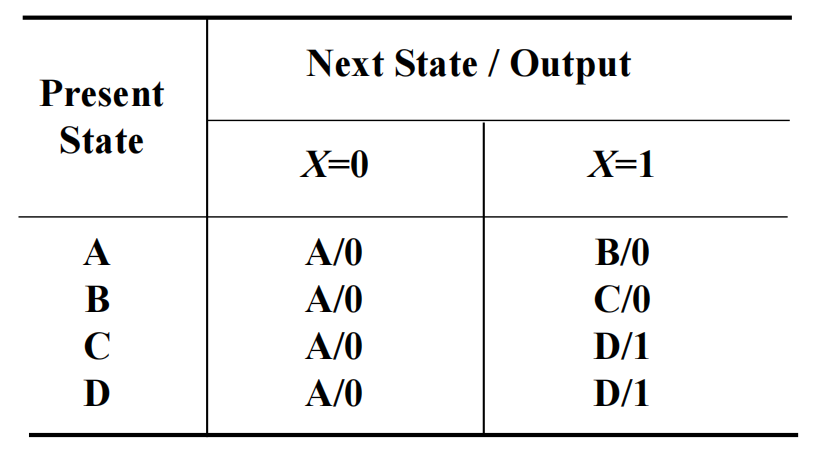 Present
State
Next State / Output
X=0 X=1
A A/0 B/0
B A/0 C/0
C A/0 D/1
D A/0 D/1